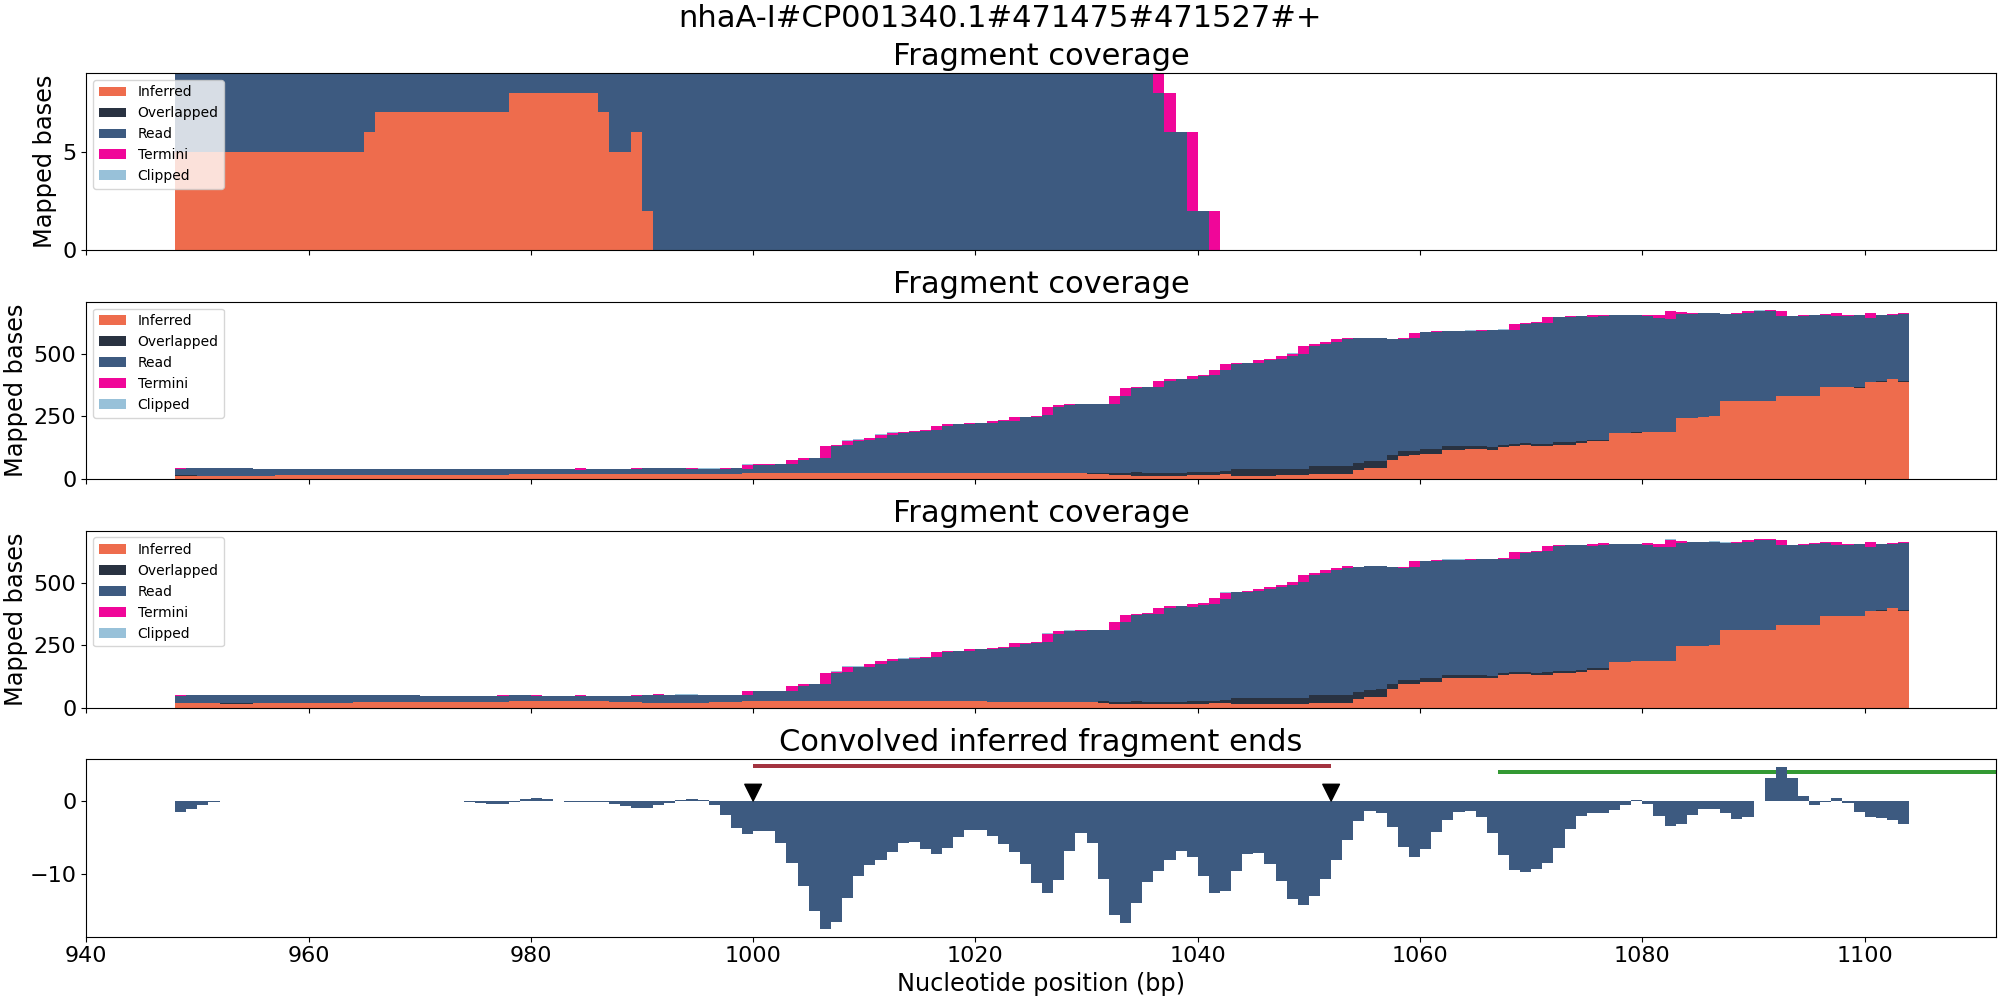 nhaA-I#CP001340.1#471475#471527#+
Fragment coverage
Mapped bases
5
0
Inferred
Overlapped
Read
Termini
Clipped
Fragment coverage
Mapped bases
500
250
0
Inferred
Overlapped
Read
Termini
Clipped
Fragment coverage
Mapped bases
500
250
0
Inferred
Overlapped
Read
Termini
Clipped
Convolved inferred fragment ends
0
−10
940 960 980 1000 1020 1040 1060 1080 1100
Nucleotide position (bp)